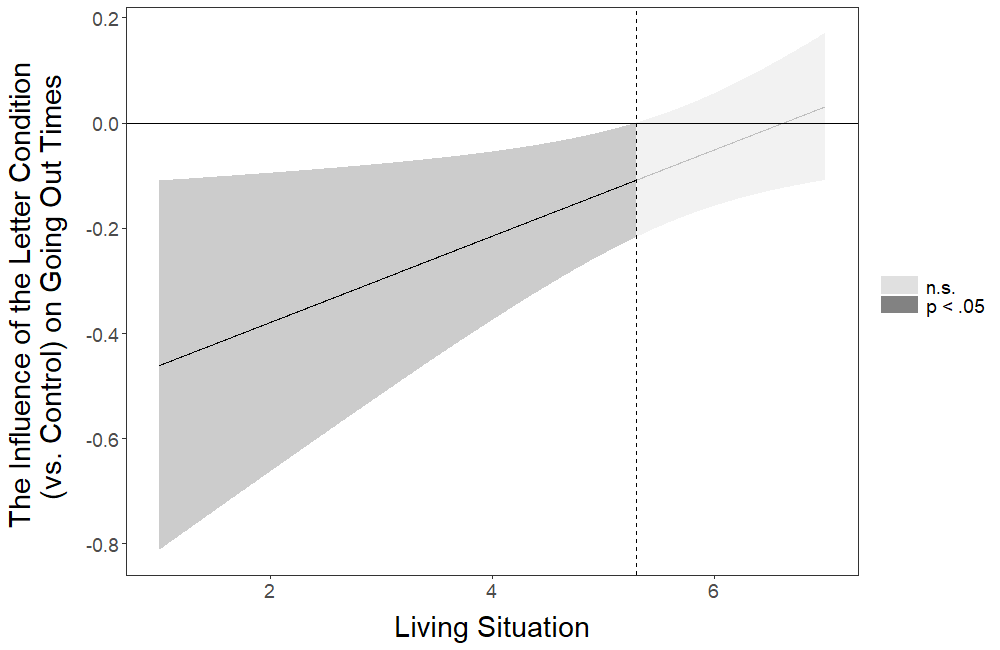 The Influence of the Letter Condition
(vs. Control) on Going Out Times
0.2
0.0
-0.2
-0.4
-0.6
-0.8
2
4
6
Living Situation
n.s.
p < .05